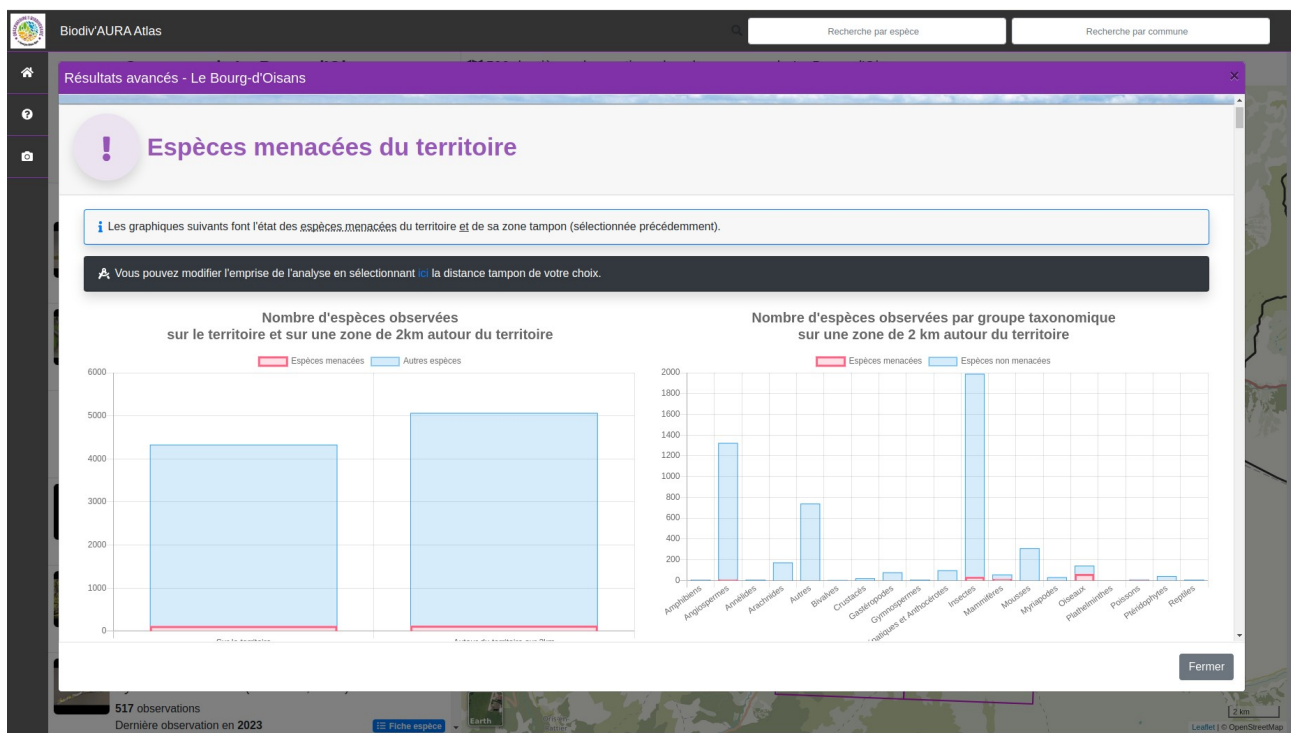 Biodiv'AURA Atlas
Recherche par espèce
Recherche par commune
Résultats avancés - Le Bourg-d'Oisans
×
! Espèces menacées du territoire
i Les graphiques suivants font l'état des espèces menacées du territoire et de sa zone tampon (sélectionnée précédemment).
Vous pouvez modifier l'emprise de l'analyse en sélectionnant ici la distance tampon de votre choix.
Nombre d'espèces observées
sur le territoire et sur une zone de 2km autour du territoire
Espèces menacées
Autres espèces
6000
5000
4000
3000
2000
1000
0
Nombre d'espèces observées par groupe taxonomique
sur une zone de 2 km autour du territoire
Espèces menacées
Espèces non menacées
2000
1800
1600
1400
1200
1000
800
600
400
200
0
Amphibiens
Angiospermes
Annélides
Arachnides
Autres
Bivalves
Crustacés
Gastéropodes
Gymnospermes
patiques et Anthocérotes
Insectes
Mammifères
Mousses
Myriapodes
Oiseaux
Plathelminthes
Poissons
Ptéridophytes
Reptiles
Fermer
517 observations
Dernière observation en 2023
Fiche espèce
Earth
2 km
Leaflet | © OpenStreetMap